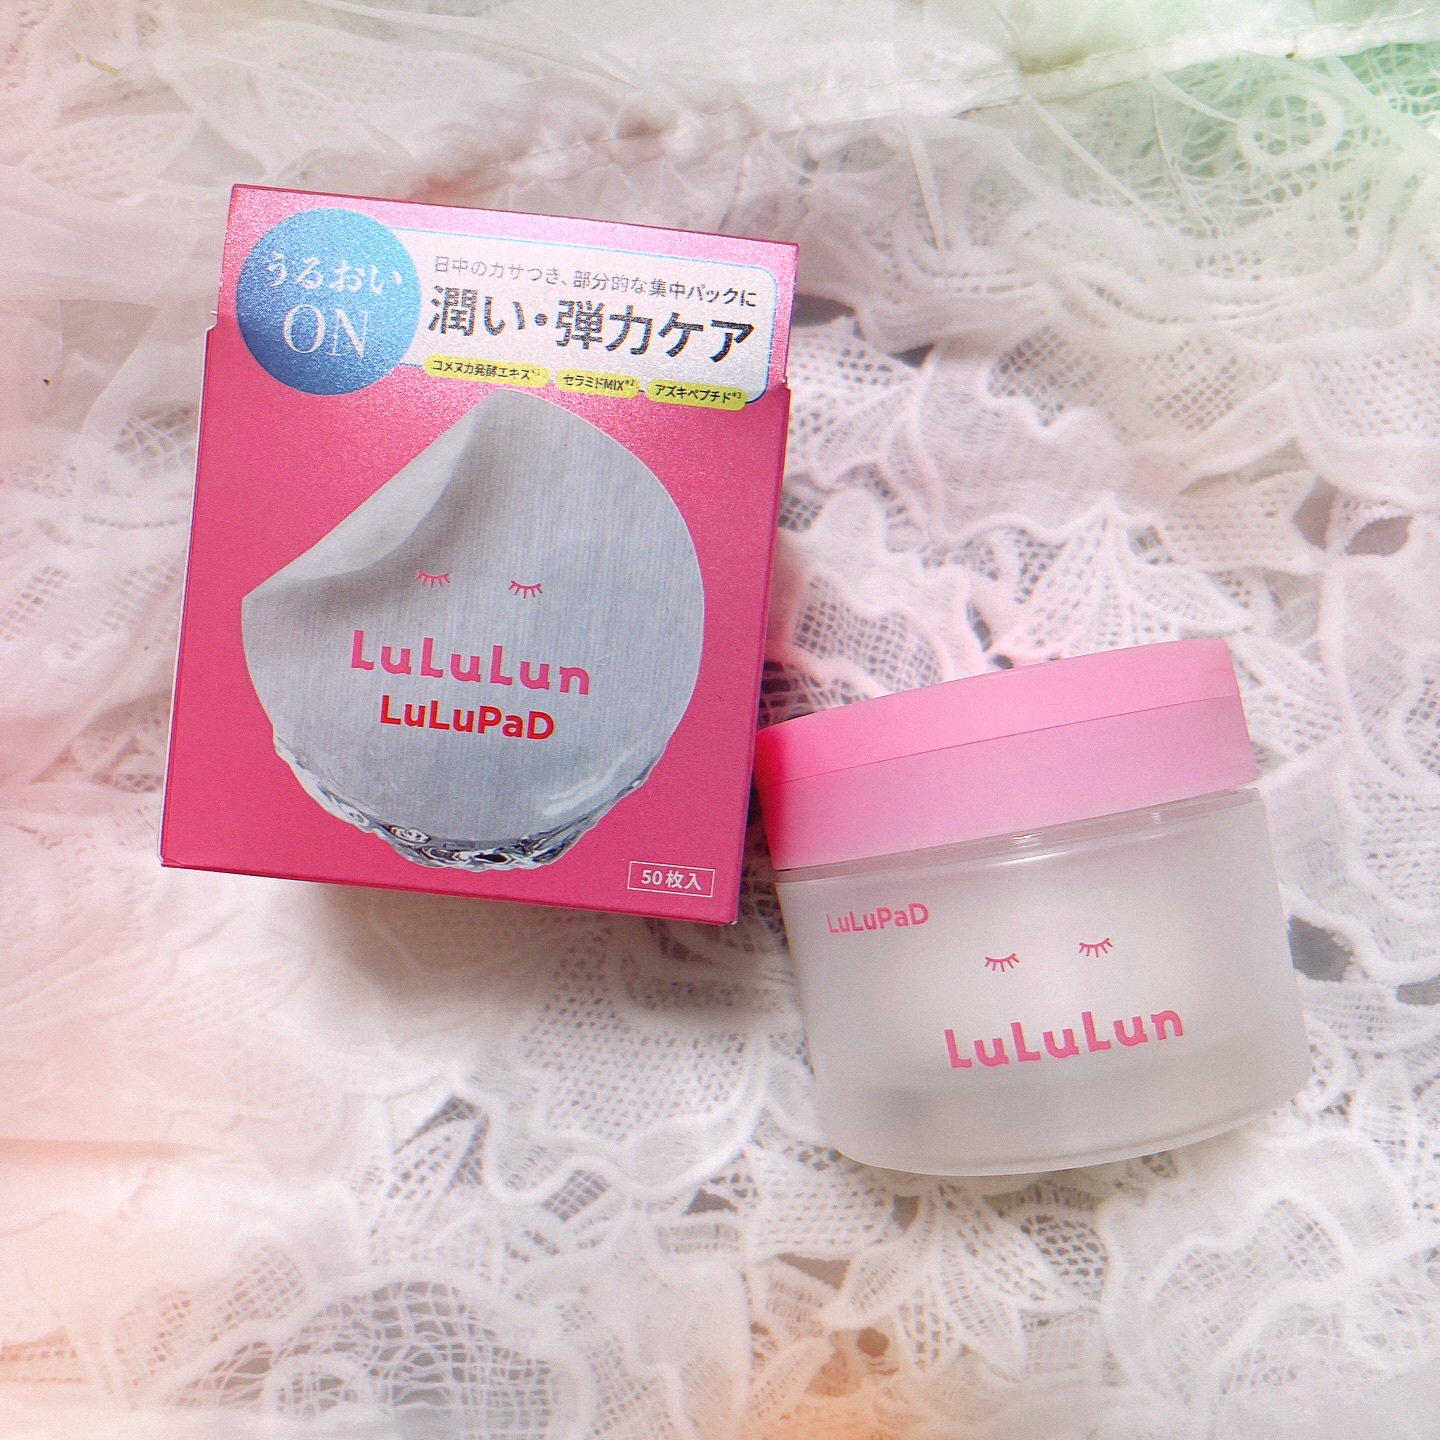 うるおい
ON
日中のカサつき、部分的な集中パックに
潤い・弾力ケア
コメヌカ発酵エキス*1 セラミドMIX*2 アズキペプチド*3
LuLuLun
LuLuPaD
50枚入
LuLuPaD
LuLuLun